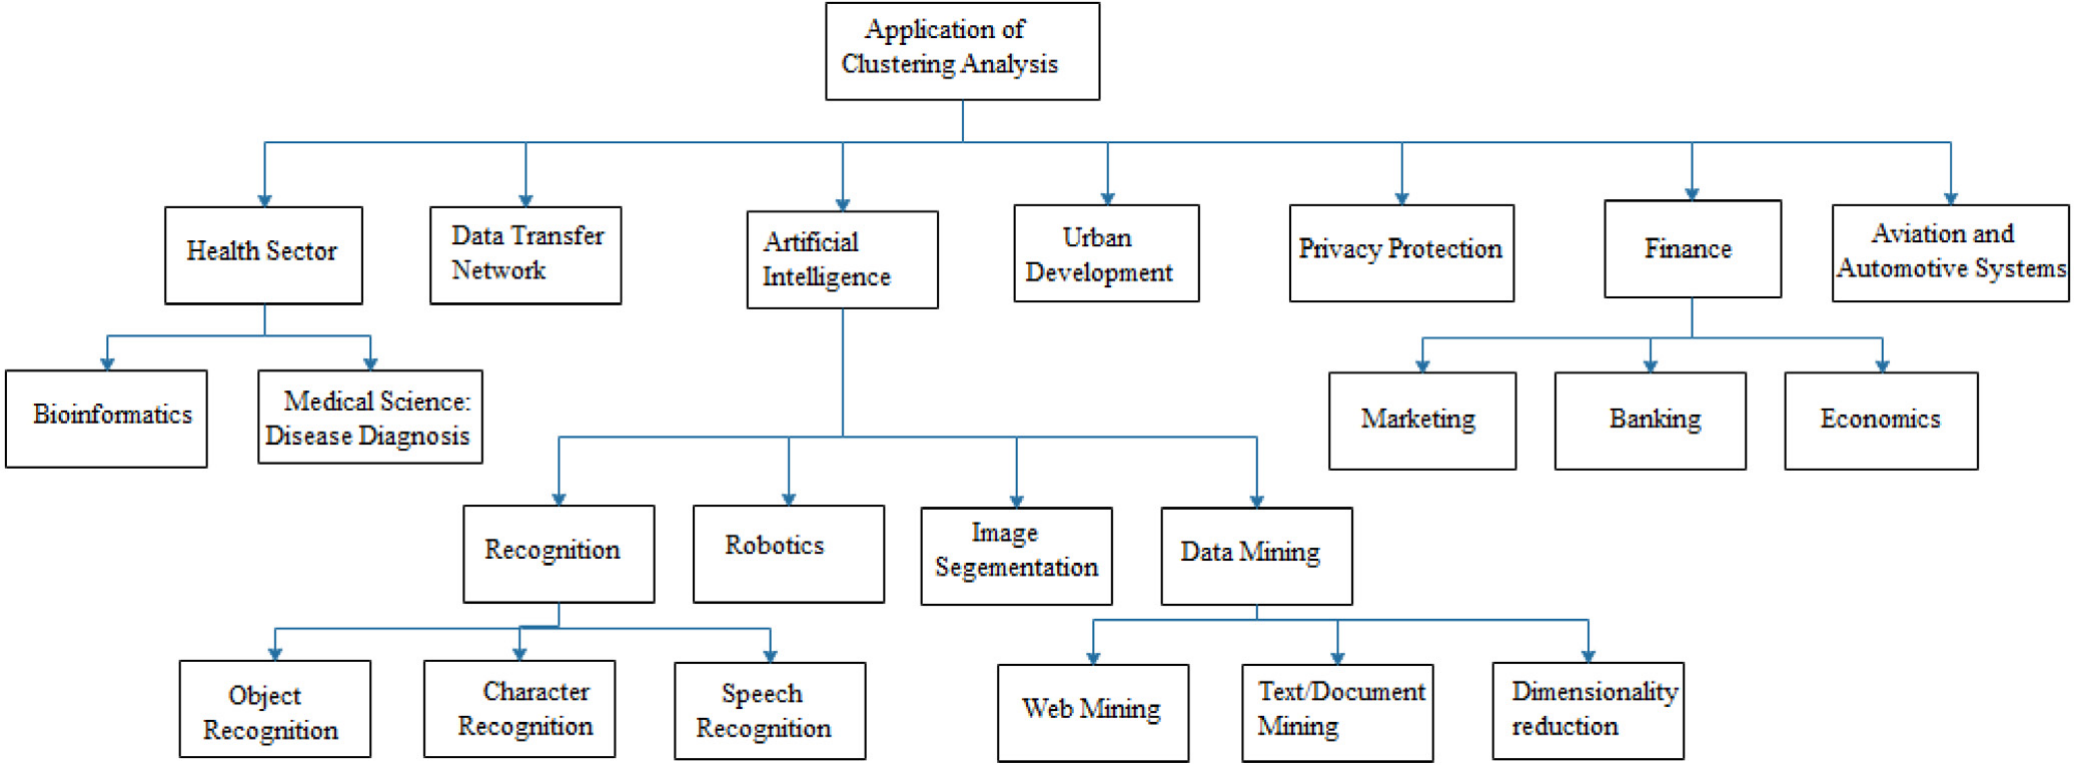 Application of
Clustering Analysis
Health Sector
Data Transfer
Network
Artificial
Intelligence
Urban
Development
Privacy Protection
Finance
Aviation and
Automotive Systems
Bioinformatics
Medical Science:
Disease Diagnosis
Marketing
Banking
Economics
Recognition
Robotics
Image
Segementation
Data Mining
Object
Recognition
Character
Recognition
Speech
Recognition
Web Mining
Text/Document
Mining
Dimensionality
reduction